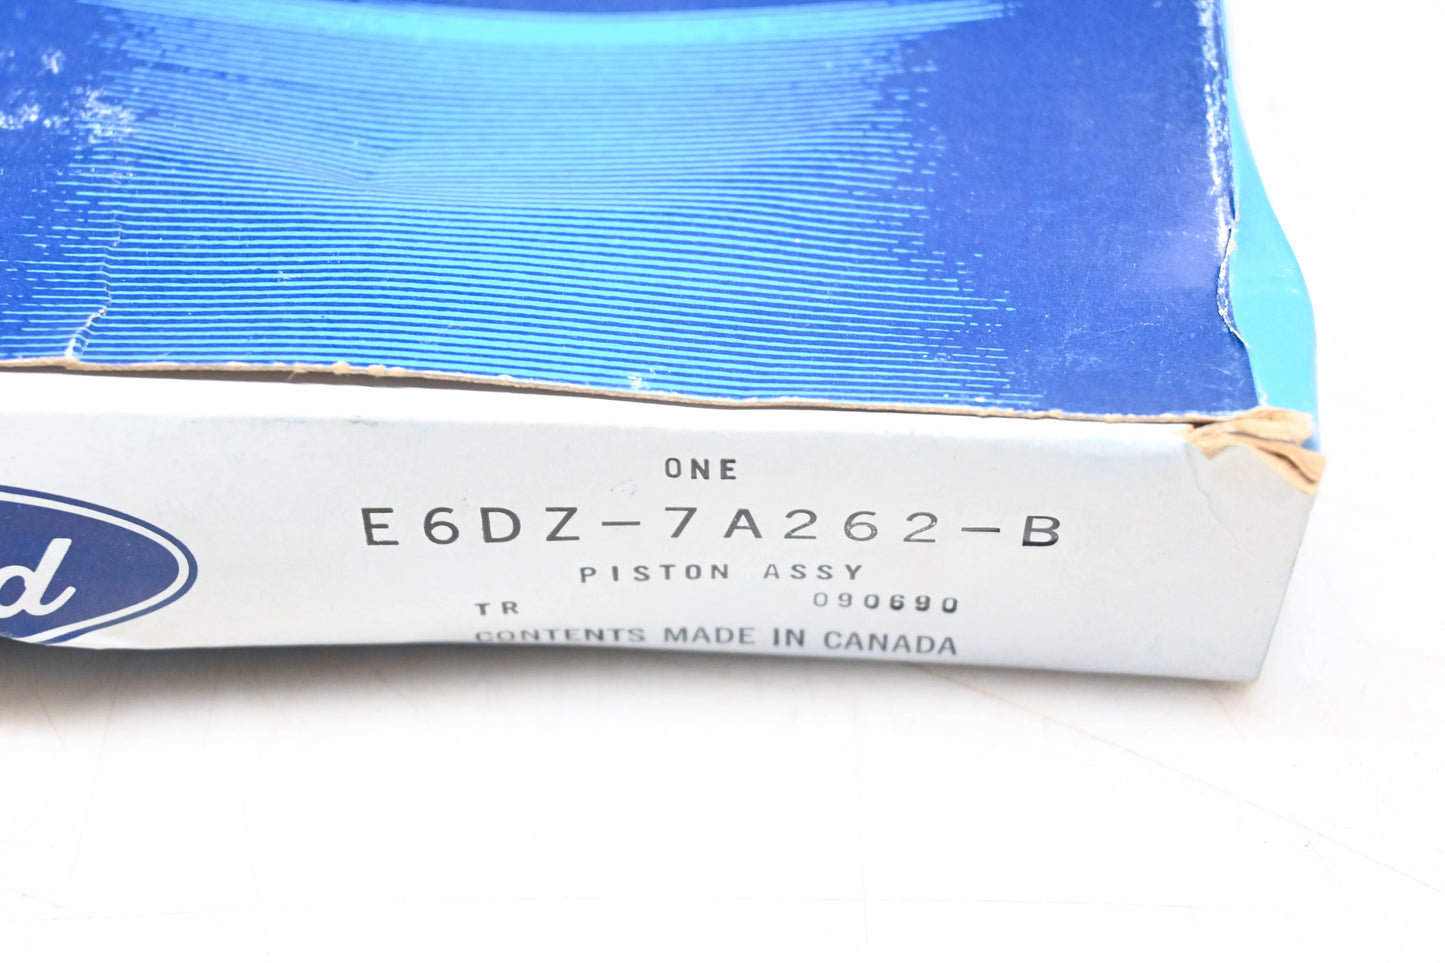 ONE
E6DZ-7A262-B
PISTON ASSY
TR 090690
CONTENTS MADE IN CANADA